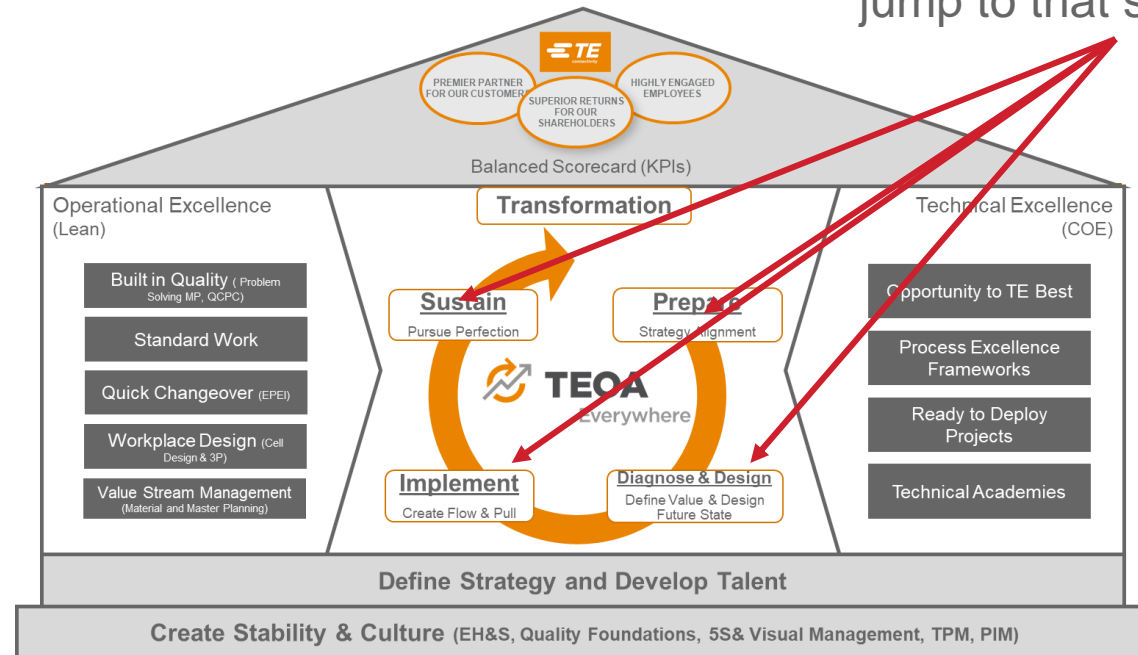 jump to that s
TE
connectivity
PREMIER PARTNER
FOR OUR CUSTOMERS
HIGHLY ENGAGED
EMPLOYEES
SUPERIOR RETURNS
FOR OUR
SHAREHOLDERS
Balanced Scorecard (KPIs)
Operational Excellence
(Lean)
Built in Quality ( Problem
Solving MP, QCPC)
Standard Work
Quick Changeover (EPEI)
Workplace Design (Cell
Design & 3P)
Value Stream Management
(Material and Master Planning)
Transformation
Sustain
Pursue Perfection
Prepare
Strategy Alignment
TEOA
Everywhere
Implement
Create Flow & Pull
Diagnose & Design
Define Value & Design
Future State
Technical Excellence
(COE)
Opportunity to TE Best
Process Excellence
Frameworks
Ready to Deploy
Projects
Technical Academies
Define Strategy and Develop Talent
Create Stability & Culture (EH&S, Quality Foundations, 5S& Visual Management, TPM, PIM)